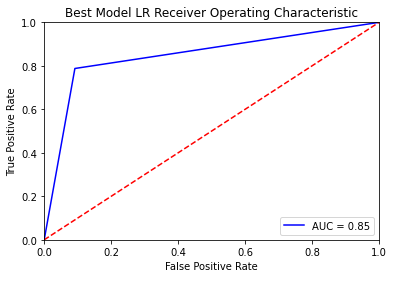 Best Model LR Receiver Operating Characteristic
True Positive Rate
1.0
0.8
0.6
0.4
0.2
0.0
AUC = 0.85
0.0 0.2 0.4 0.6 0.8 1.0
False Positive Rate